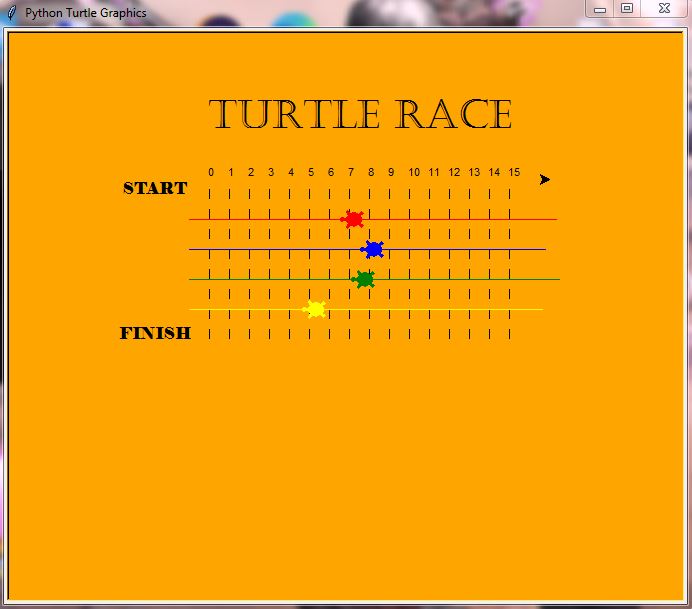 Python Turtle Graphics
TURTLE RACE
0 1 2 3 4 5 6 7 8 9 10 11 12 13 14 15
START
FINISH